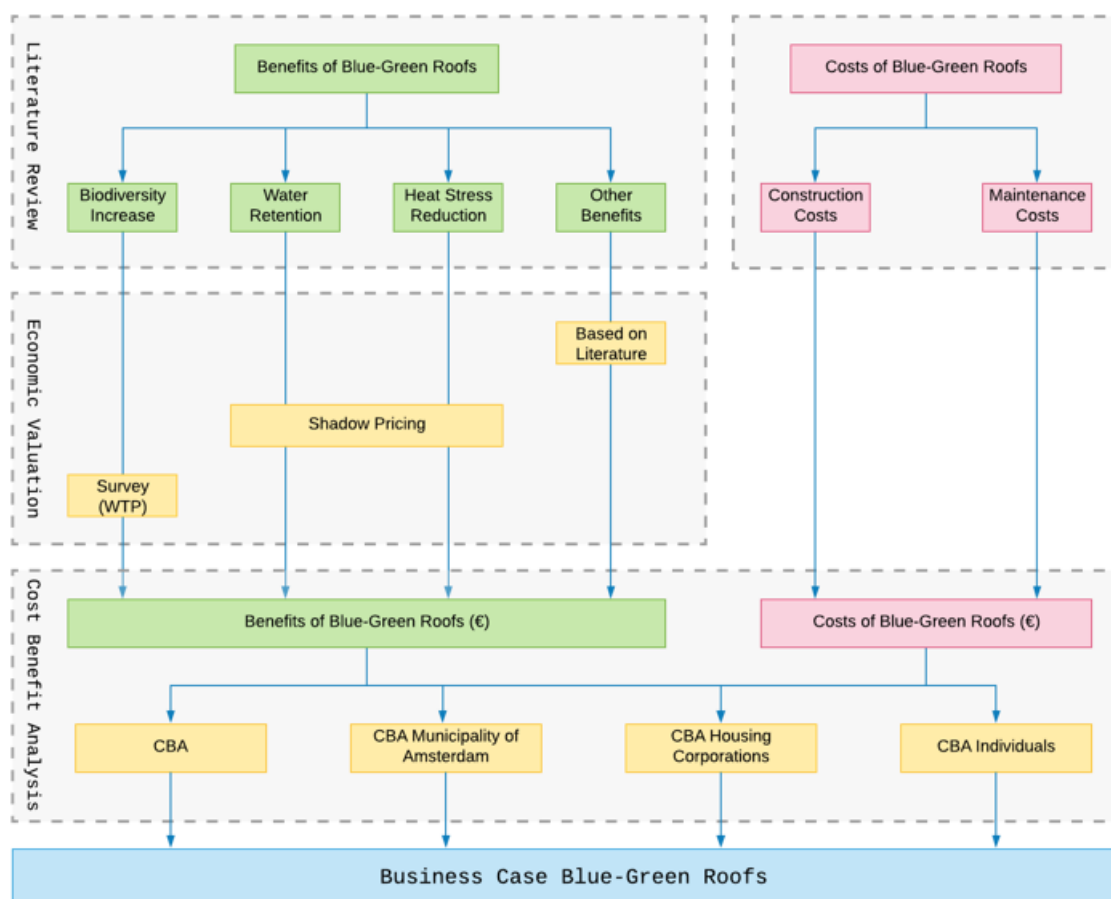 Literature Review
Benefits of Blue-Green Roofs
Costs of Blue-Green Roofs
Biodiversity
Increase
Water
Retention
Heat Stress
Reduction
Other
Benefits
Construction
Costs
Maintenance
Costs
Economic Valuation
Based on
Literature
Shadow Pricing
Survey
(WTP)
Cost Benefit Analysis
Benefits of Blue-Green Roofs (€)
Costs of Blue-Green Roofs (€)
CBA
CBA Municipality of
Amsterdam
CBA Housing
Corporations
CBA Individuals
Business Case Blue-Green Roofs